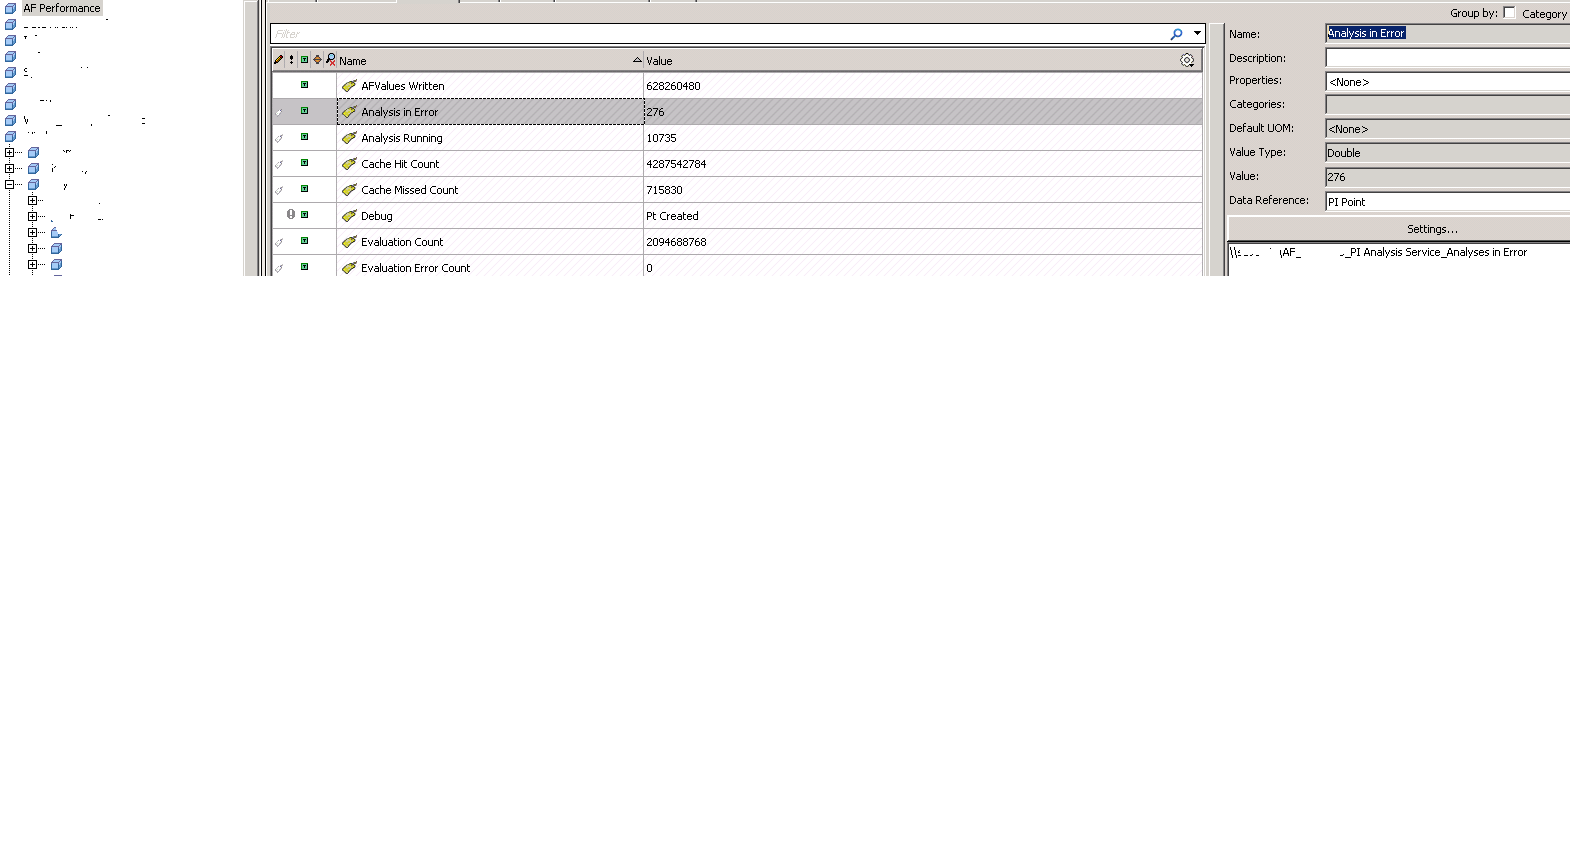 AF Performance
Group by: Category
Filter
Name Value
AFValues Written 628260480
Analysis in Error 276
Analysis Running 10735
Cache Hit Count 4287542784
Cache Missed Count 715830
Debug Pt Created
Evaluation Count 2094688768
Evaluation Error Count 0
Name: Analysis in Error
Description:
Properties: <None>
Categories:
Default UOM: <None>
Value Type: Double
Value: 276
Data Reference: PI Point
Settings...
\AF_ _PI Analysis Service_Analyses in Error